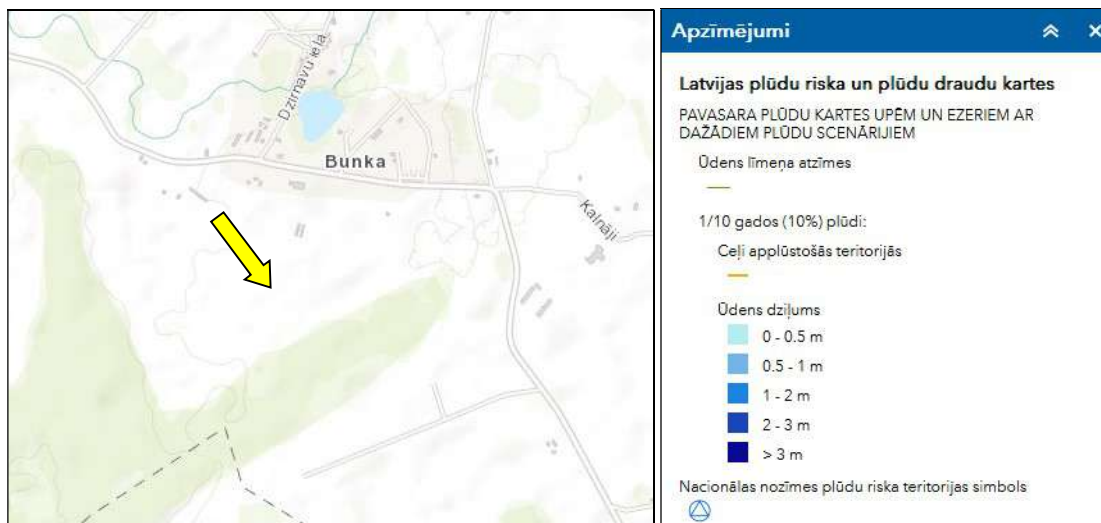 Dzirnavu iela
Bunka
Kalnāji
Apzīmējumi
Latvijas plūdu riska un plūdu draudu kartes
PAVASARA PLŪDU KARTES UPĒM UN EZERIEM AR
DAŽĀDIEM PLŪDU SCENĀRIJIEM
Ūdens līmeņa atzīmes
1/10 gados (10%) plūdi:
Ceļi applūstošās teritorijās
Ūdens dziļums
0 - 0.5 m
0.5 - 1 m
1 - 2 m
2 - 3 m
> 3 m
Nacionālas nozīmes plūdu riska teritorijas simbols